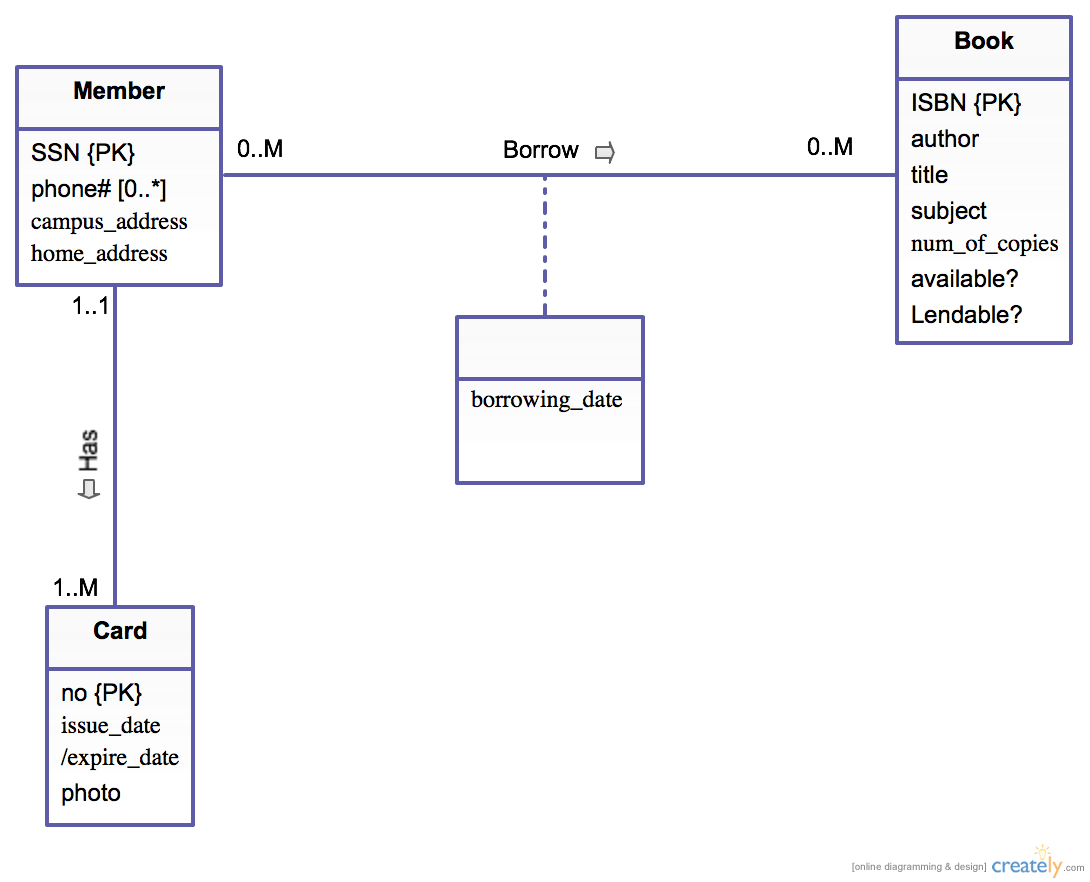 Member
SSN {PK}
phone# [0..*]
campus_address
home_address
0..M
Borrow
0..M
Book
ISBN {PK}
author
title
subject
num_of_copies
available?
Lendable?
borrowing_date
1..1
Has
1..M
Card
no {PK}
issue_date
/expire_date
photo
[online diagramming & design] creately.com